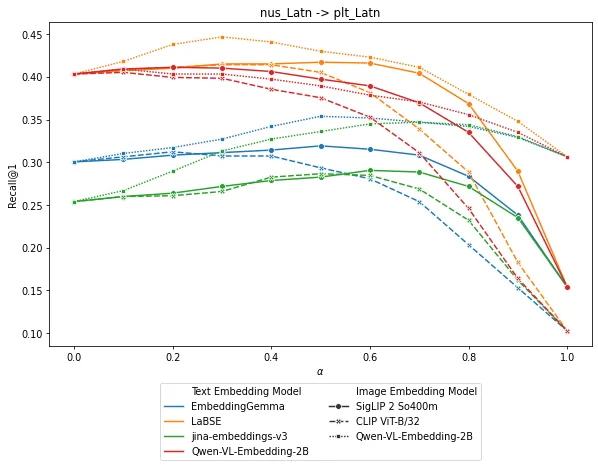 nus_Latn -> plt_Latn
Recall@1
0.45
0.40
0.35
0.30
0.25
0.20
0.15
0.10
0.0 0.2 0.4 0.6 0.8 1.0
α
Text Embedding Model
EmbeddingGemma
LaBSE
jina-embeddings-v3
Qwen-VL-Embedding-2B
Image Embedding Model
SigLIP 2 So400m
CLIP ViT-B/32
Qwen-VL-Embedding-2B